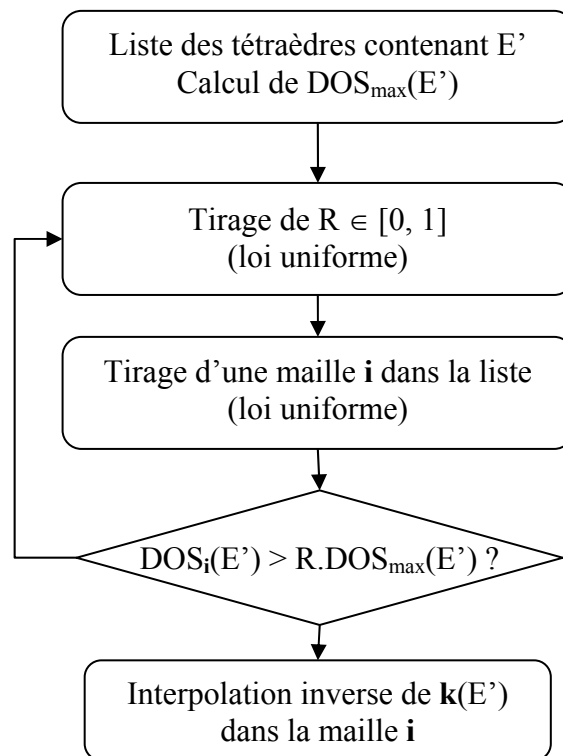 Liste des tétraèdres contenant E’
Calcul de DOSmax(E’)
Tirage de R ∈ [0, 1]
(loi uniforme)
Tirage d’une maille i dans la liste
(loi uniforme)
DOSi(E’) > R.DOSmax(E’) ?
Interpolation inverse de k(E’)
dans la maille i